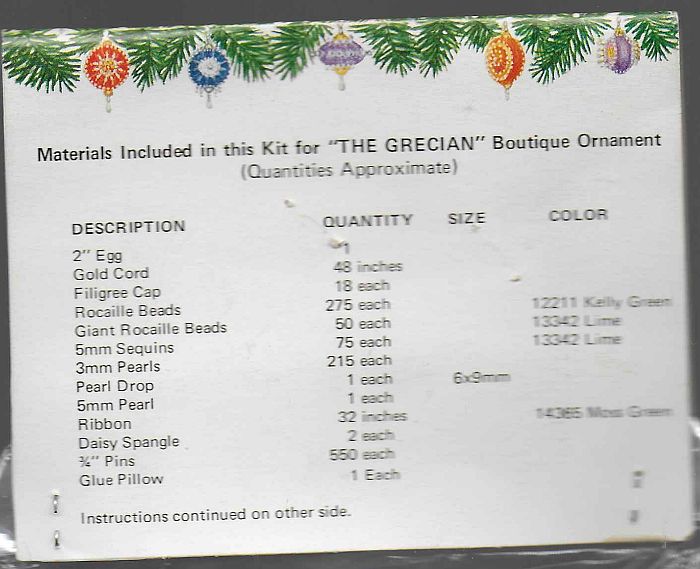 Materials Included in this Kit for "THE GRECIAN" Boutique Ornament
(Quantities Approximate)
DESCRIPTION QUANTITY SIZE COLOR
2" Egg 1
Gold Cord 48 inches
Filigree Cap 18 each
Rocaille Beads 275 each 12211 Kelly Green
Giant Rocaille Beads 50 each 13342 Lime
5mm Sequins 75 each 13342 Lime
3mm Pearls 215 each
Pearl Drop 1 each 6x9mm
5mm Pearl 1 each
Ribbon 32 inches 14365 Moss Green
Daisy Spangle 2 each
¾" Pins 550 each
Glue Pillow 1 Each
Instructions continued on other side.